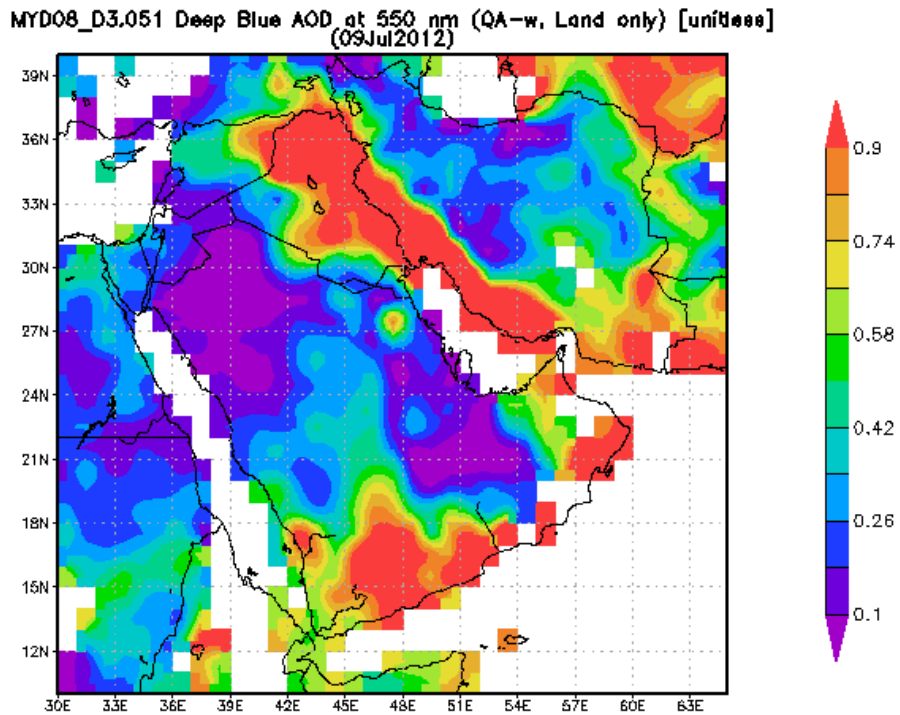 MYD08_D3.051 Deep Blue AOD at 550 nm (QA-w, Land only) [unitless]
(09Jul2012)
39N
36N
33N
30N
27N
24N
21N
18N
15N
12N
30E 33E 36E 39E 42E 45E 48E 51E 54E 57E 60E 63E
0.9
0.74
0.58
0.42
0.26
0.1